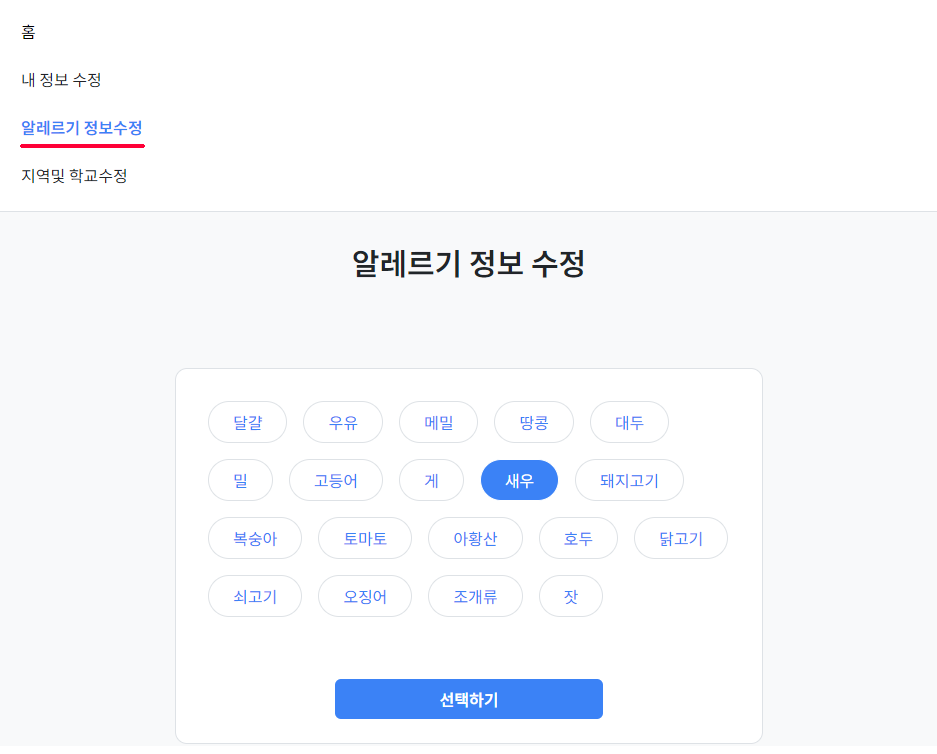 홈
내 정보 수정
알레르기 정보수정
지역및 학교수정
알레르기 정보 수정
달걀 우유 메밀 땅콩 대두
밀 고등어 게 새우 돼지고기
복숭아 토마토 아황산 호두 닭고기
쇠고기 오징어 조개류 잣
선택하기